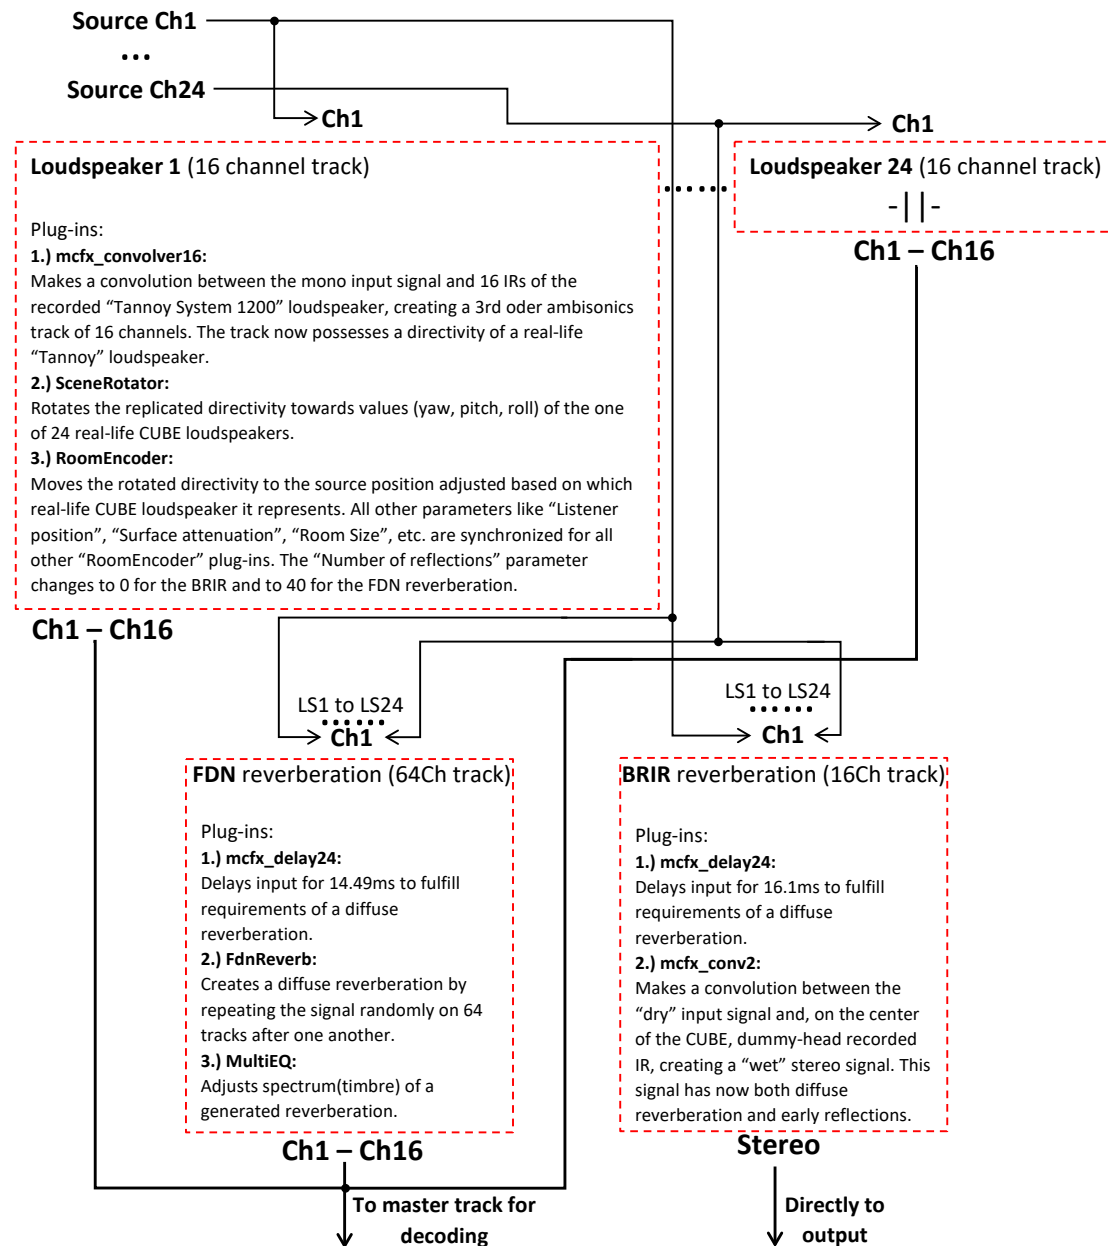 Source Ch1
...
Source Ch24
Ch1
Ch1
Loudspeaker 1 (16 channel track)
Plug-ins:
1.) mcfx_convolver16:
Makes a convolution between the mono input signal and 16 IRs of the
recorded “Tannoy System 1200” loudspeaker, creating a 3rd oder ambisonics
track of 16 channels. The track now possesses a directivity of a real-life
“Tannoy” loudspeaker.
2.) SceneRotator:
Rotates the replicated directivity towards values (yaw, pitch, roll) of the one
of 24 real-life CUBE loudspeakers.
3.) RoomEncoder:
Moves the rotated directivity to the source position adjusted based on which
real-life CUBE loudspeaker it represents. All other parameters like “Listener
position”, “Surface attenuation”, “Room Size”, etc. are synchronized for all
other “RoomEncoder” plug-ins. The “Number of reflections” parameter
changes to 0 for the BRIR and to 40 for the FDN reverberation.
Ch1 – Ch16
......
Loudspeaker 24 (16 channel track)
-||-
Ch1 – Ch16
LS1 to LS24
......
Ch1
FDN reverberation (64Ch track)
Plug-ins:
1.) mcfx_delay24:
Delays input for 14.49ms to fulfill
requirements of a diffuse
reverberation.
2.) FdnReverb:
Creates a diffuse reverberation by
repeating the signal randomly on 64
tracks after one another.
3.) MultiEQ:
Adjusts spectrum(timbre) of a
generated reverberation.
Ch1 – Ch16
To master track for
decoding
LS1 to LS24
......
Ch1
BRIR reverberation (16Ch track)
Plug-ins:
1.) mcfx_delay24:
Delays input for 16.1ms to fulfill
requirements of a diffuse
reverberation.
2.) mcfx_conv2:
Makes a convolution between the
“dry” input signal and, on the center
of the CUBE, dummy-head recorded
IR, creating a “wet” stereo signal. This
signal has now both diffuse
reverberation and early reflections.
Stereo
Directly to
output